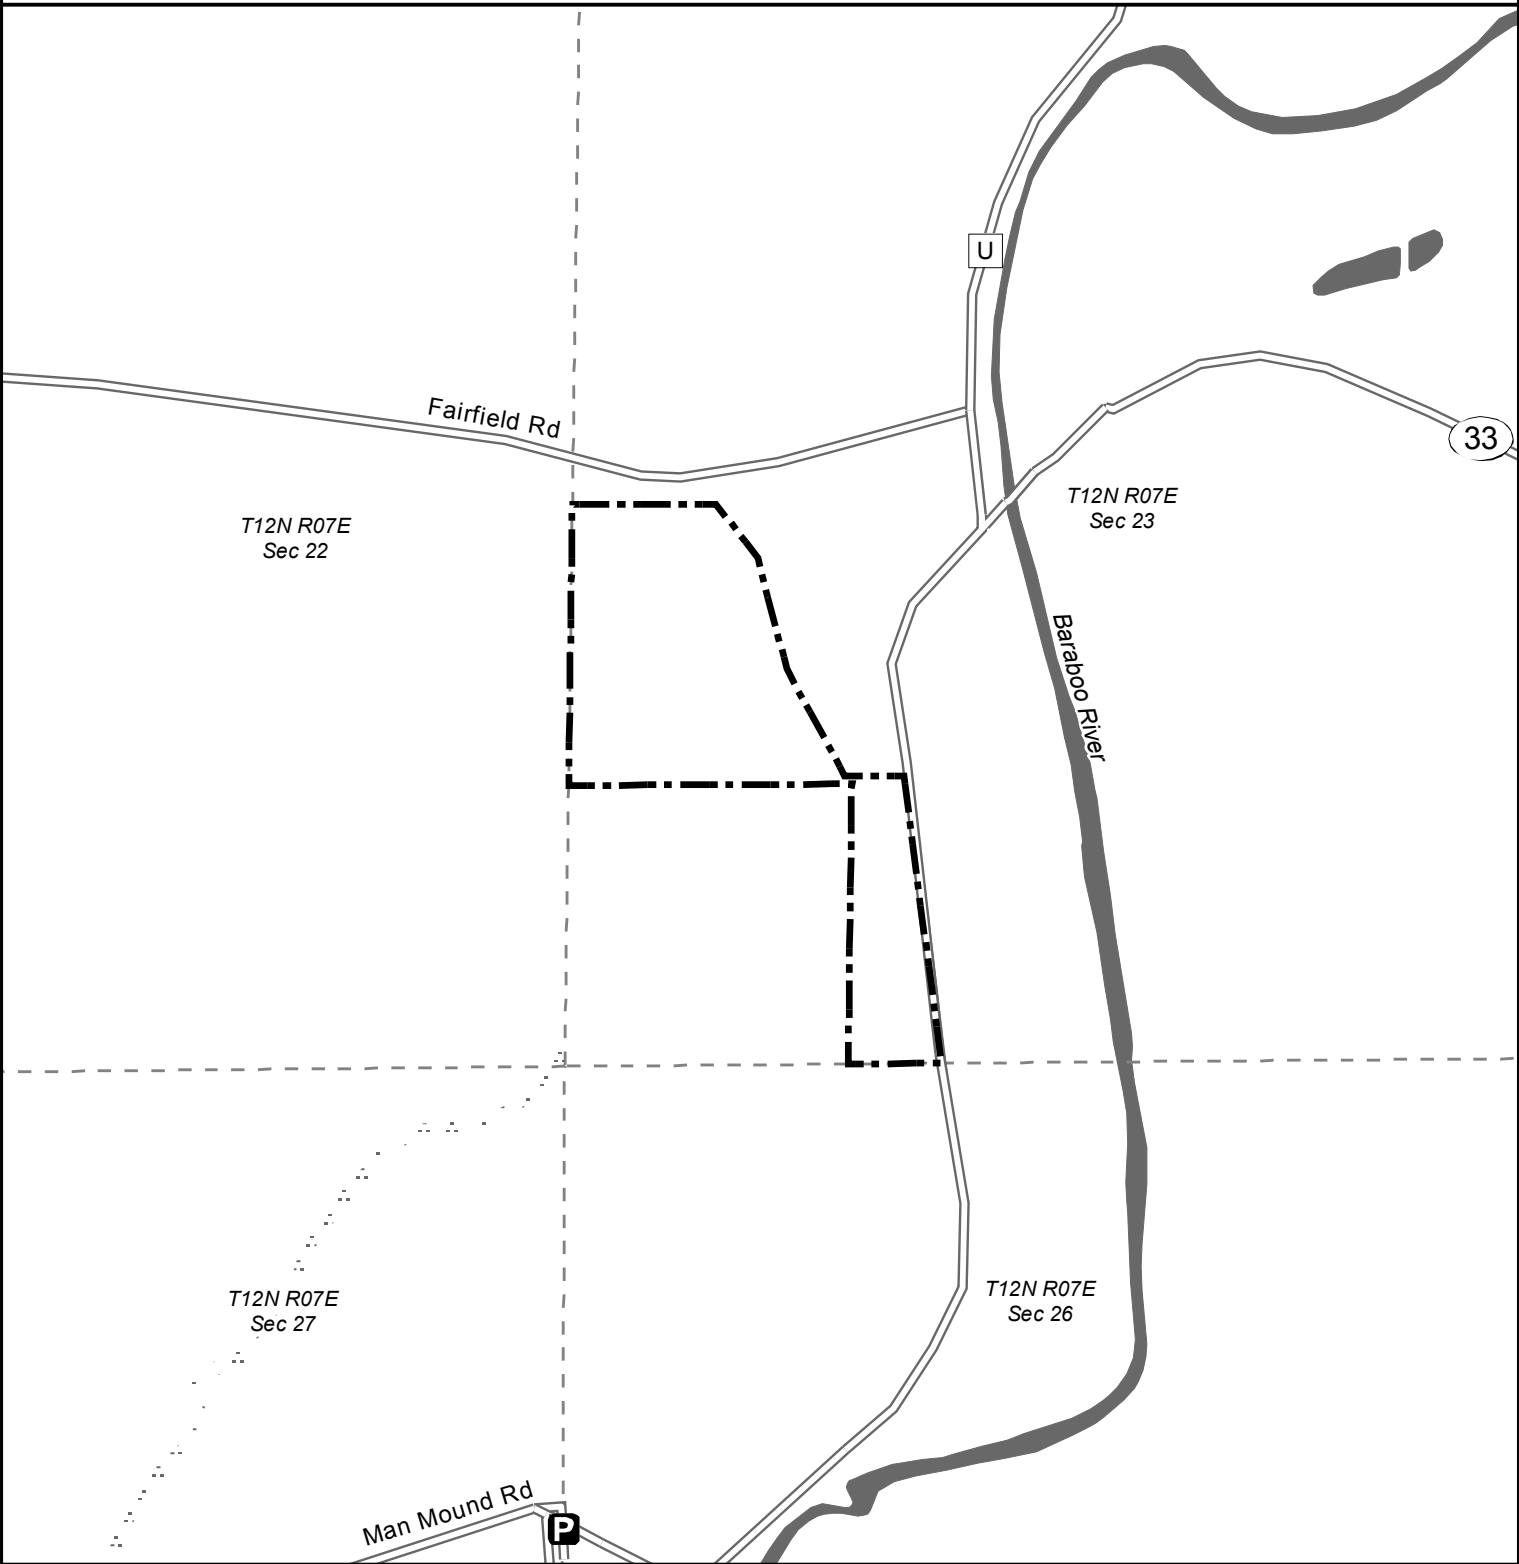 U
Fairfield Rd
33
T12N R07E
Sec 22
T12N R07E
Sec 23
Baraboo River
T12N R07E
Sec 27
T12N R07E
Sec 26
Man Mound Rd
P